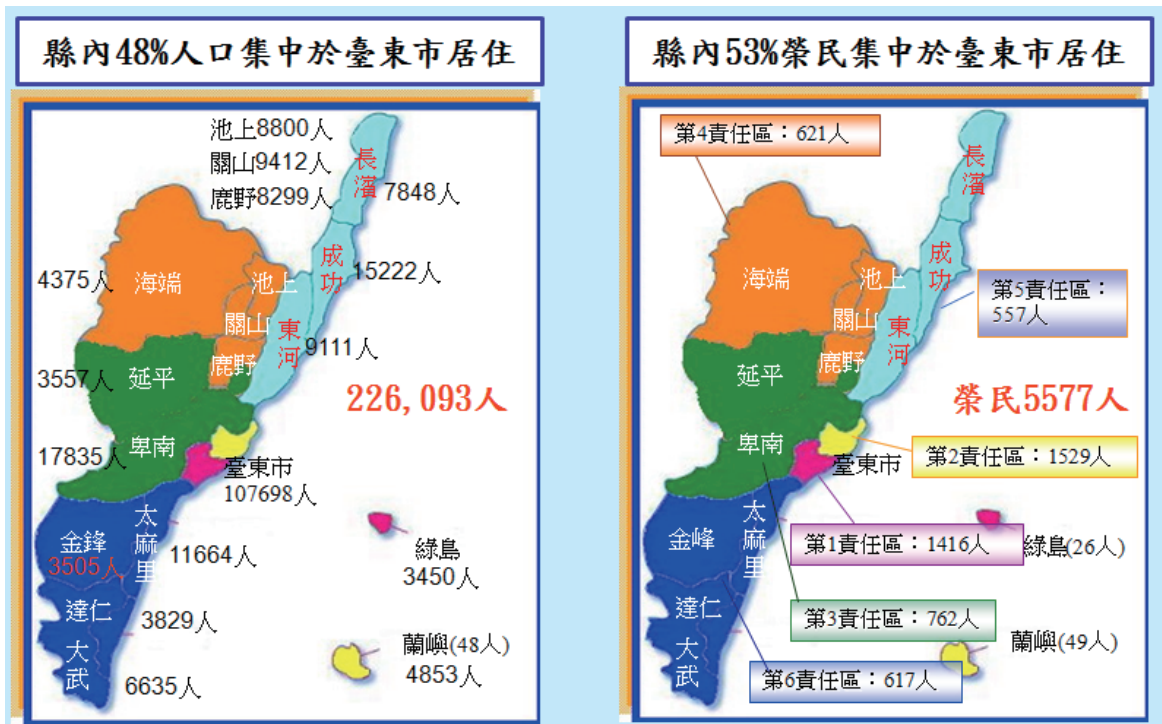 縣內48%人口集中於臺東市居住
池上8800人
關山9412人
鹿野8299人
長濱
7848人
成功
15222人
4375人
海端
池上
關山
東河
9111人
鹿野
3557人
延平
226,093人
17835人
卑南
臺東市
107698人
金鋒
3505人
太麻里
11664人
綠島
3450人
達仁
3829人
大武
6635人
蘭嶼(48人)
4853人
縣內53%榮民集中於臺東市居住
第4責任區：621人
長濱
成功
海端
池上
第5責任區：
557人
關山
東河
鹿野
延平
榮民5577人
卑南
第2責任區：1529人
臺東市
太麻里
金峰
第1責任區：1416人
綠島(26人)
達仁
第3責任區：762人
大武
蘭嶼(49人)
第6責任區：617人